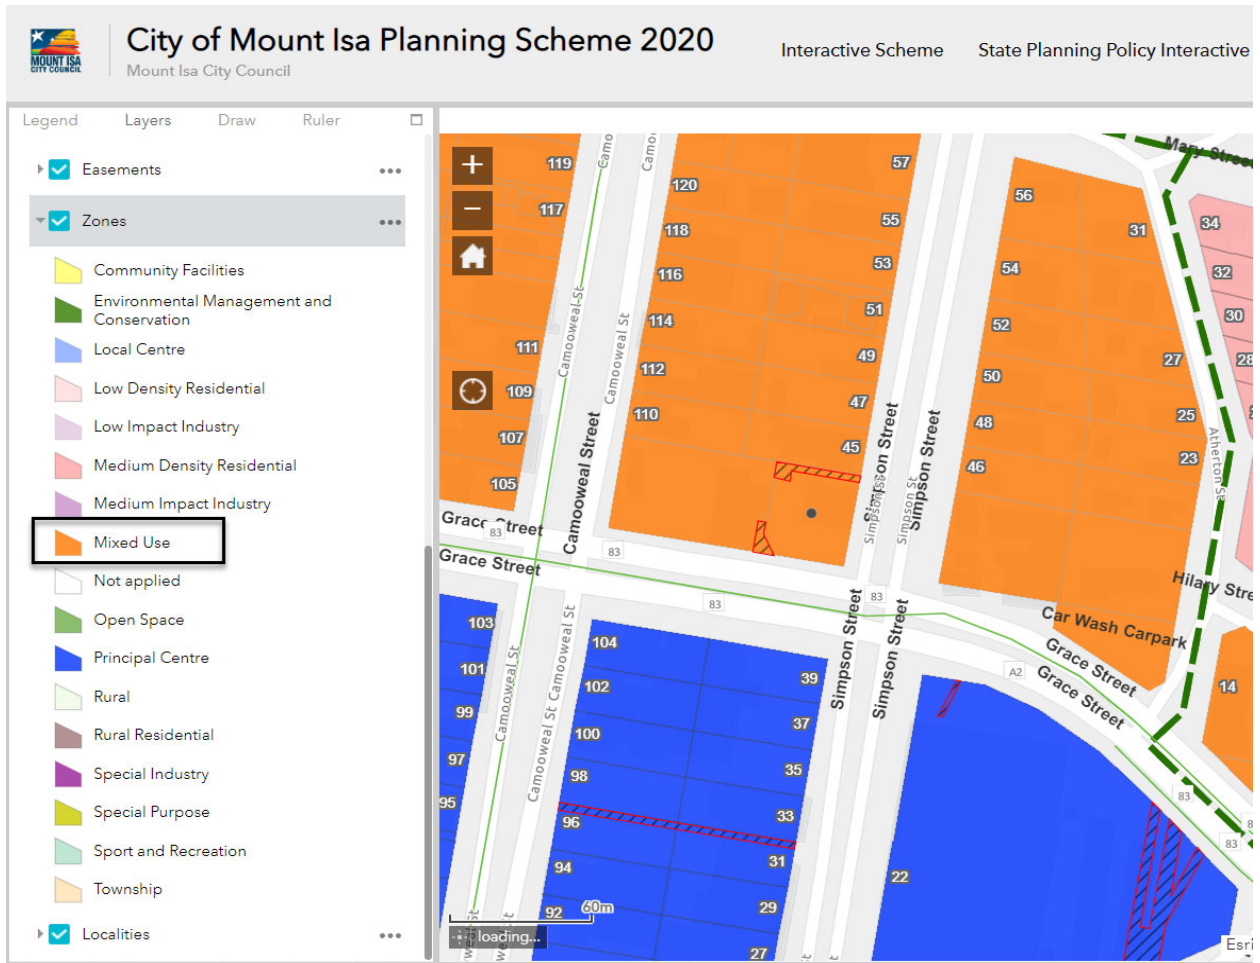 MOUNT ISA
CITY COUNCIL
City of Mount Isa Planning Scheme 2020
Mount Isa City Council
Interactive Scheme
State Planning Policy Interactive
Legend
Layers
Draw
Ruler
Easements
Zones
Community Facilities
Environmental Management and
Conservation
Local Centre
Low Density Residential
Low Impact Industry
Medium Density Residential
Medium Impact Industry
Mixed Use
Not applied
Open Space
Principal Centre
Rural
Rural Residential
Special Industry
Special Purpose
Sport and Recreation
Township
Localities
119
117
111
109
107
105
120
118
116
114
112
110
57
55
53
51
49
47
45
56
54
52
50
48
46
31
27
25
23
34
32
30
28
14
Mary Street
Camooweal St
Camooweal St
Camooweal Street
Simpson Street
Simpson Street
Simpson St
Simpson St
Atherton St
Grace Street
83
83
Grace Street
83
83
Hilary Stre
Car Wash Carpark
Grace Street
A2
Grace Street
83
83
Simpson Street
Simpson Street
Camooweal St
Camooweal St
Camooweal St
103
101
99
97
95
104
102
100
98
96
94
92
39
37
35
33
31
29
27
22
60m
loading...
Esri